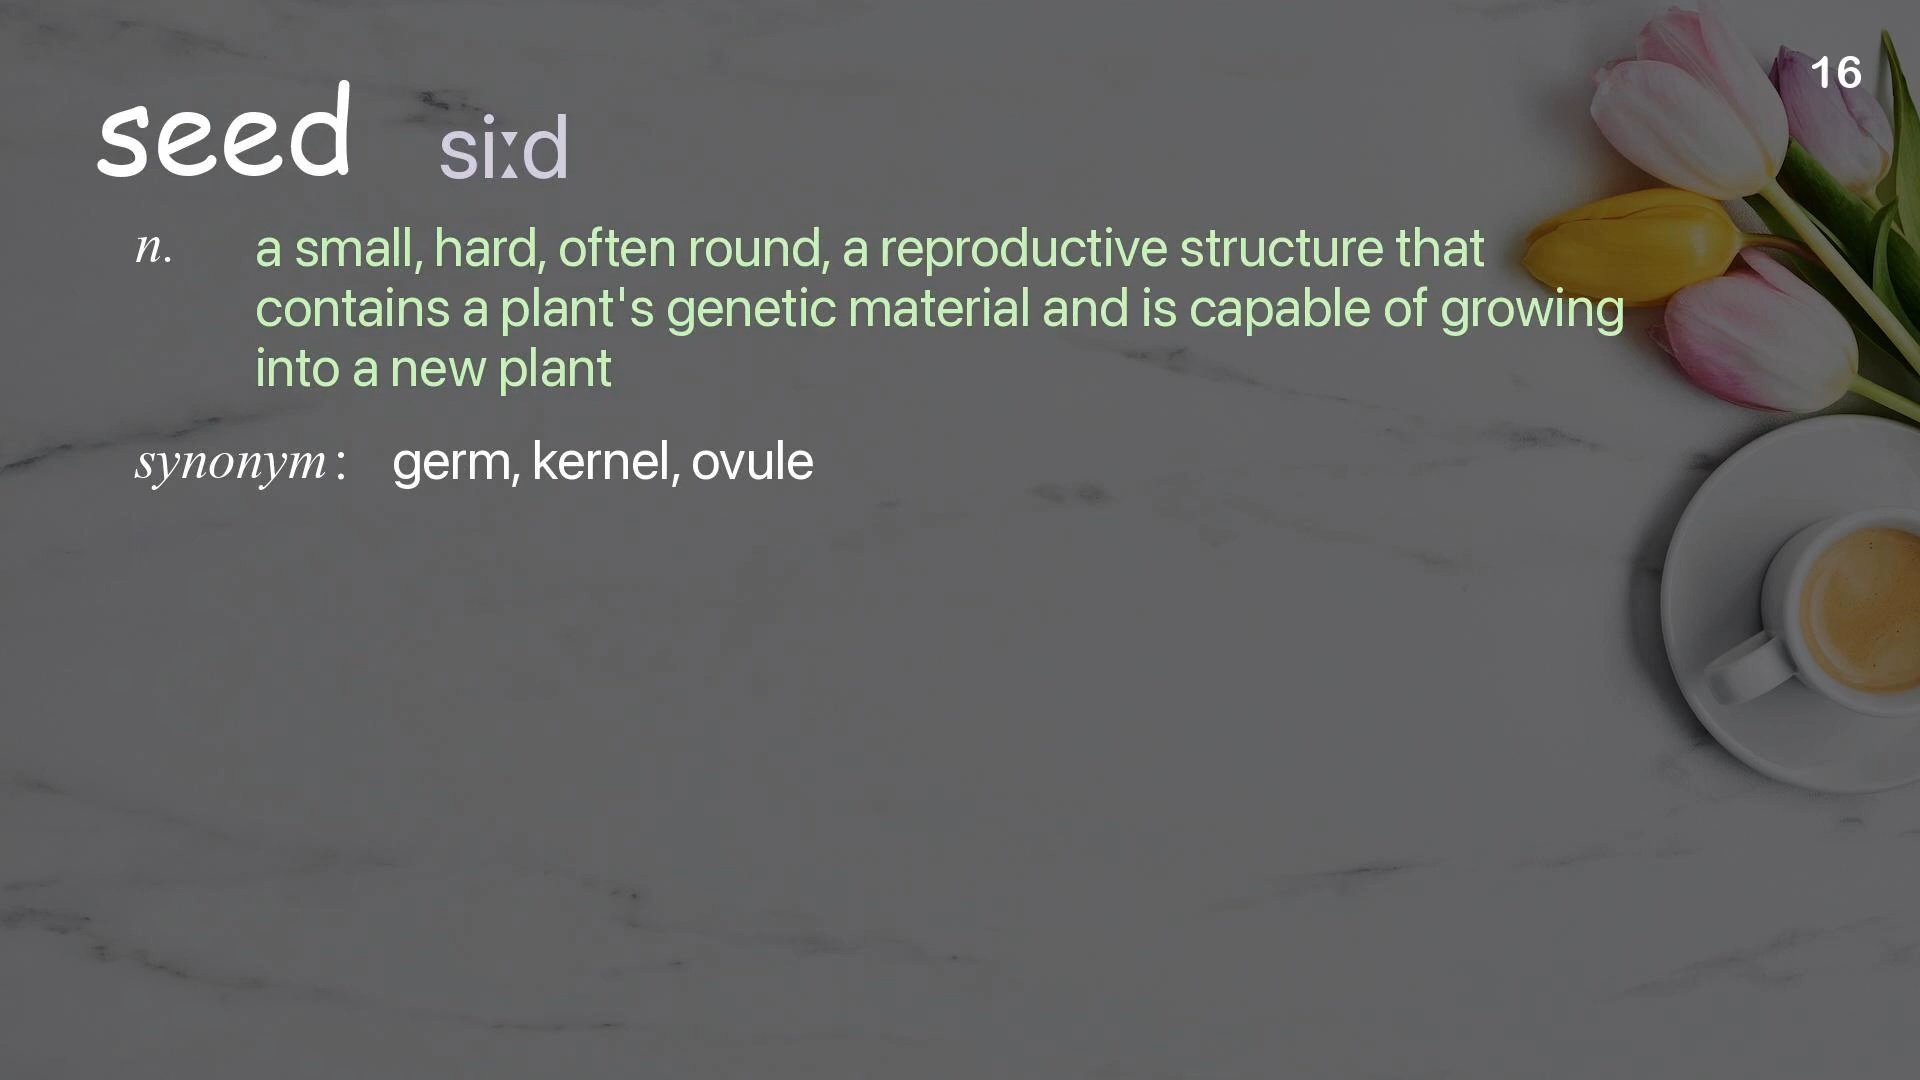 16
seed siːd
n. a small, hard, often round, a reproductive structure that
contains a plant's genetic material and is capable of growing
into a new plant
synonym : germ, kernel, ovule